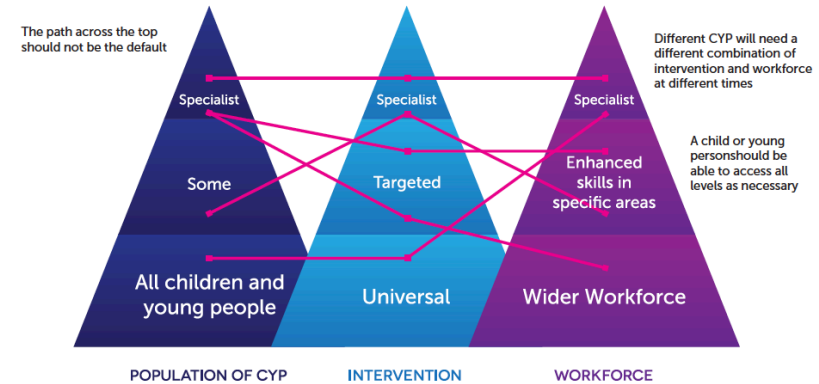 The path across the top
should not be the default
Different CYP will need a
different combination of
intervention and workforce
at different times
Specialist
Specialist
Specialist
A child or young
personshould be
able to access all
levels as necessary
Some
Targeted
Enhanced
skills in
specific areas
All children and
young people
Universal
Wider Workforce
POPULATION OF CYP
INTERVENTION
WORKFORCE